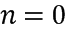 n = 0